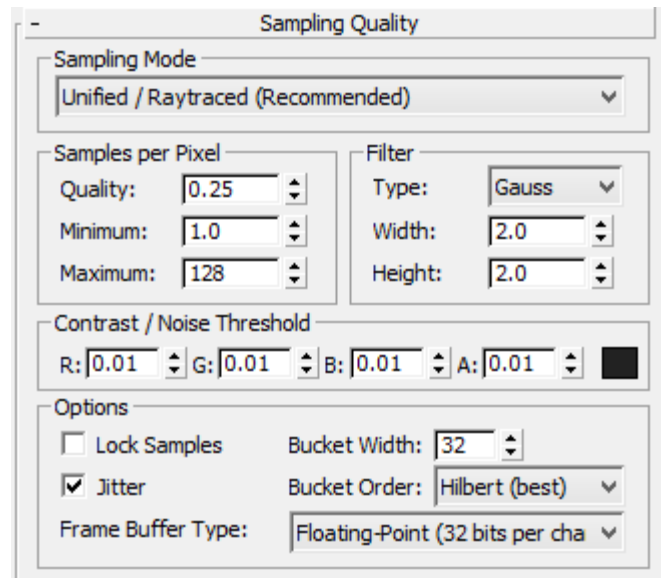 - Sampling Quality
Sampling Mode
Unified / Raytraced (Recommended)
Samples per Pixel
Quality: 0.25
Minimum: 1.0
Maximum: 128
Filter
Type: Gauss
Width: 2.0
Height: 2.0
Contrast / Noise Threshold
R: 0.01 G: 0.01 B: 0.01 A: 0.01
Options
Lock Samples Bucket Width: 32
Jitter Bucket Order: Hilbert (best)
Frame Buffer Type: Floating-Point (32 bits per cha